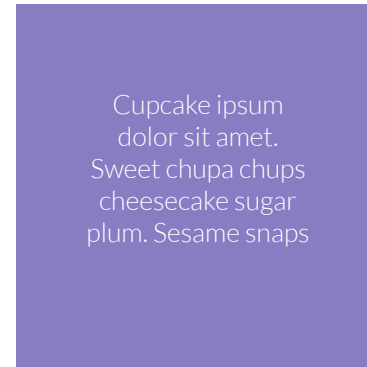 Cupcake ipsum
dolor sit amet.
Sweet chupa chups
cheesecake sugar
plum. Sesame snaps